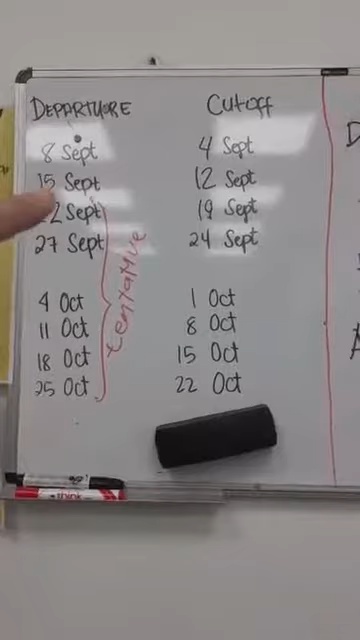 DEPARTURE Cutoff
8 Sept 4 Sept
15 Sept 12 Sept
Sept 19 Sept
27 Sept 24 Sept
tentative
4 Oct 1 Oct
11 Oct 8 Oct
18 Oct 15 Oct
25 Oct 22 Oct
think